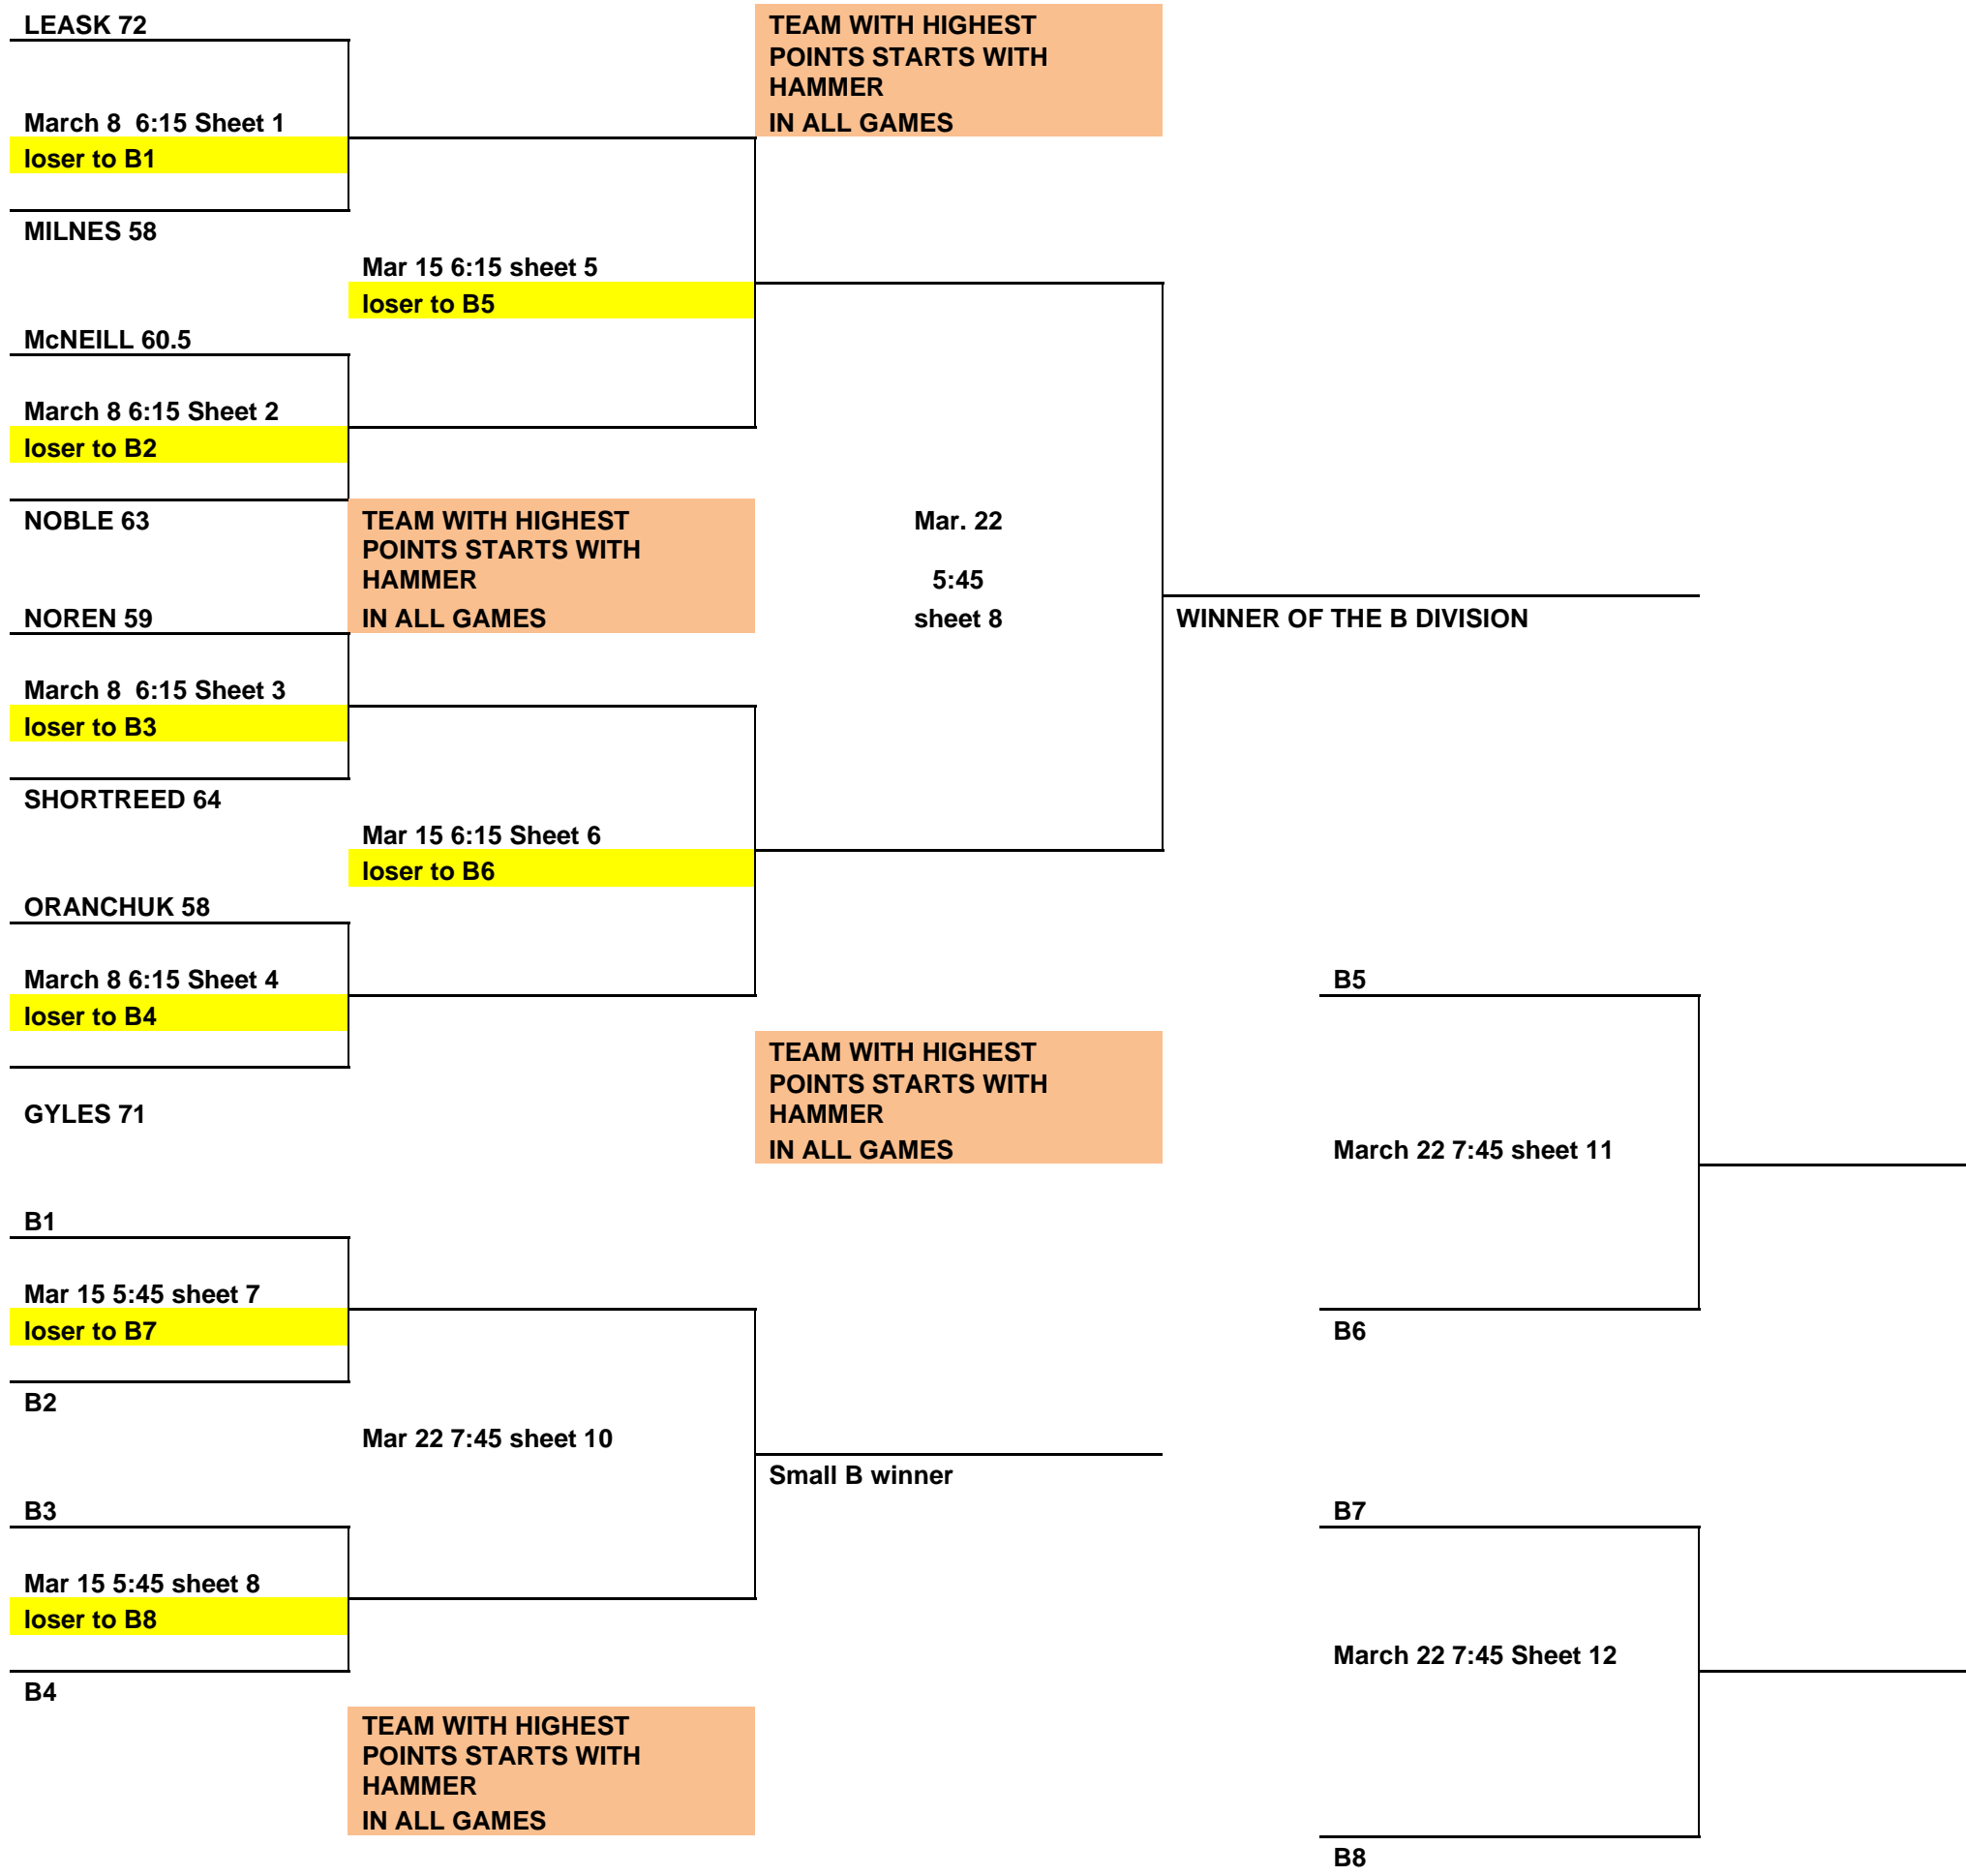 LEASK 72
TEAM WITH HIGHEST
POINTS STARTS WITH
HAMMER
IN ALL GAMES
March 8  6:15 Sheet 1
loser to B1
MILNES 58
Mar 15 6:15 sheet 5
loser to B5
McNEILL 60.5
March 8 6:15 Sheet 2
loser to B2
NOBLE 63
TEAM WITH HIGHEST
POINTS STARTS WITH
HAMMER
IN ALL GAMES
Mar. 22
5:45
sheet 8
WINNER OF THE B DIVISION
NOREN 59
March 8  6:15 Sheet 3
loser to B3
SHORTREED 64
Mar 15 6:15 Sheet 6
loser to B6
ORANCHUK 58
March 8 6:15 Sheet 4
loser to B4
GYLES 71
TEAM WITH HIGHEST
POINTS STARTS WITH
HAMMER
IN ALL GAMES
B5
March 22 7:45 sheet 11
B6
B1
Mar 15 5:45 sheet 7
loser to B7
B2
Mar 22 7:45 sheet 10
Small B winner
B3
Mar 15 5:45 sheet 8
loser to B8
B4
B7
March 22 7:45 Sheet 12
B8
TEAM WITH HIGHEST
POINTS STARTS WITH
HAMMER
IN ALL GAMES